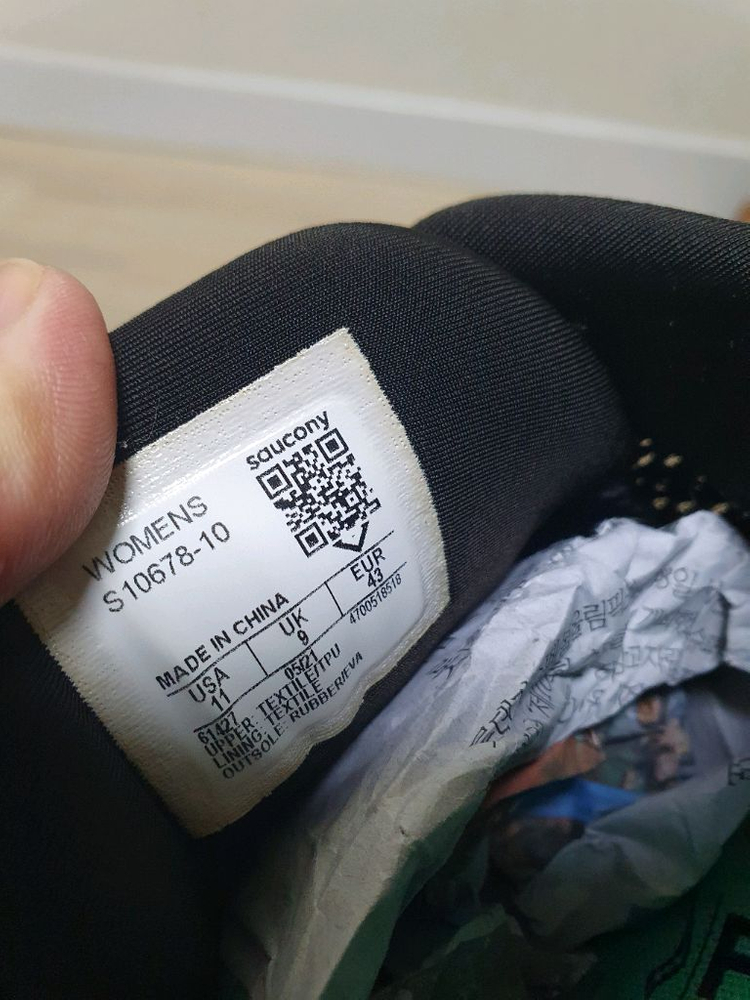 saucony
WOMENS
S10678-10
MADE IN CHINA
USA UK EUR
11 9 43
4700518518
61427 05/21
UPPER: TEXTILE/TPU
LINING: TEXTILE
OUTSOLE: RUBBER/EVA